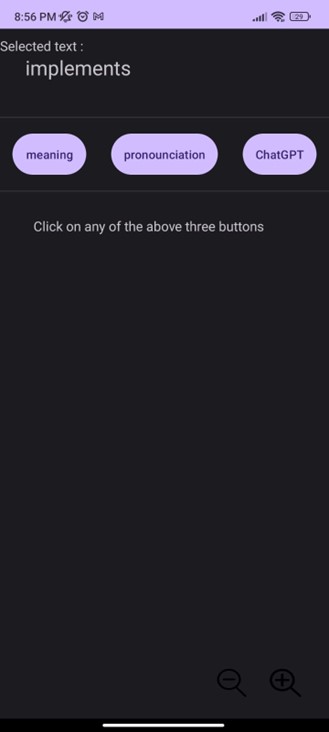 8:56 PM 29
Selected text :
implements
meaning pronounciation ChatGPT
Click on any of the above three buttons